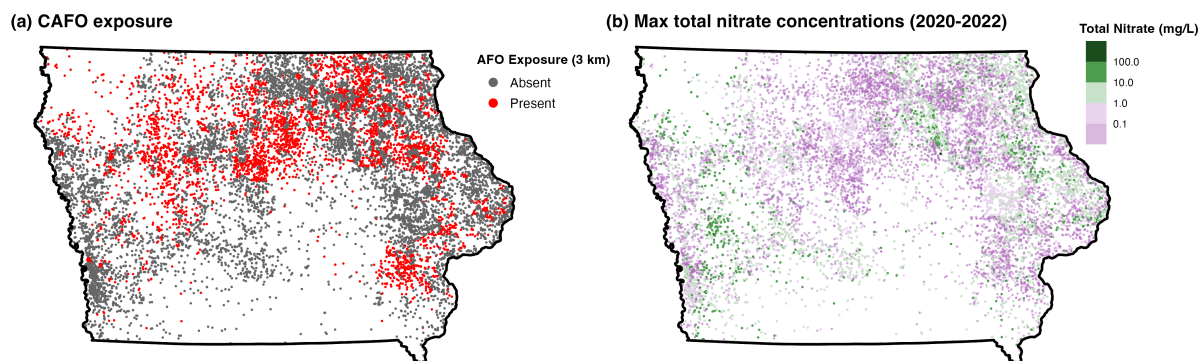 (a) CAFO exposure
AFO Exposure (3 km)
Absent
Present
(b) Max total nitrate concentrations (2020-2022)
Total Nitrate (mg/L)
100.0
10.0
1.0
0.1